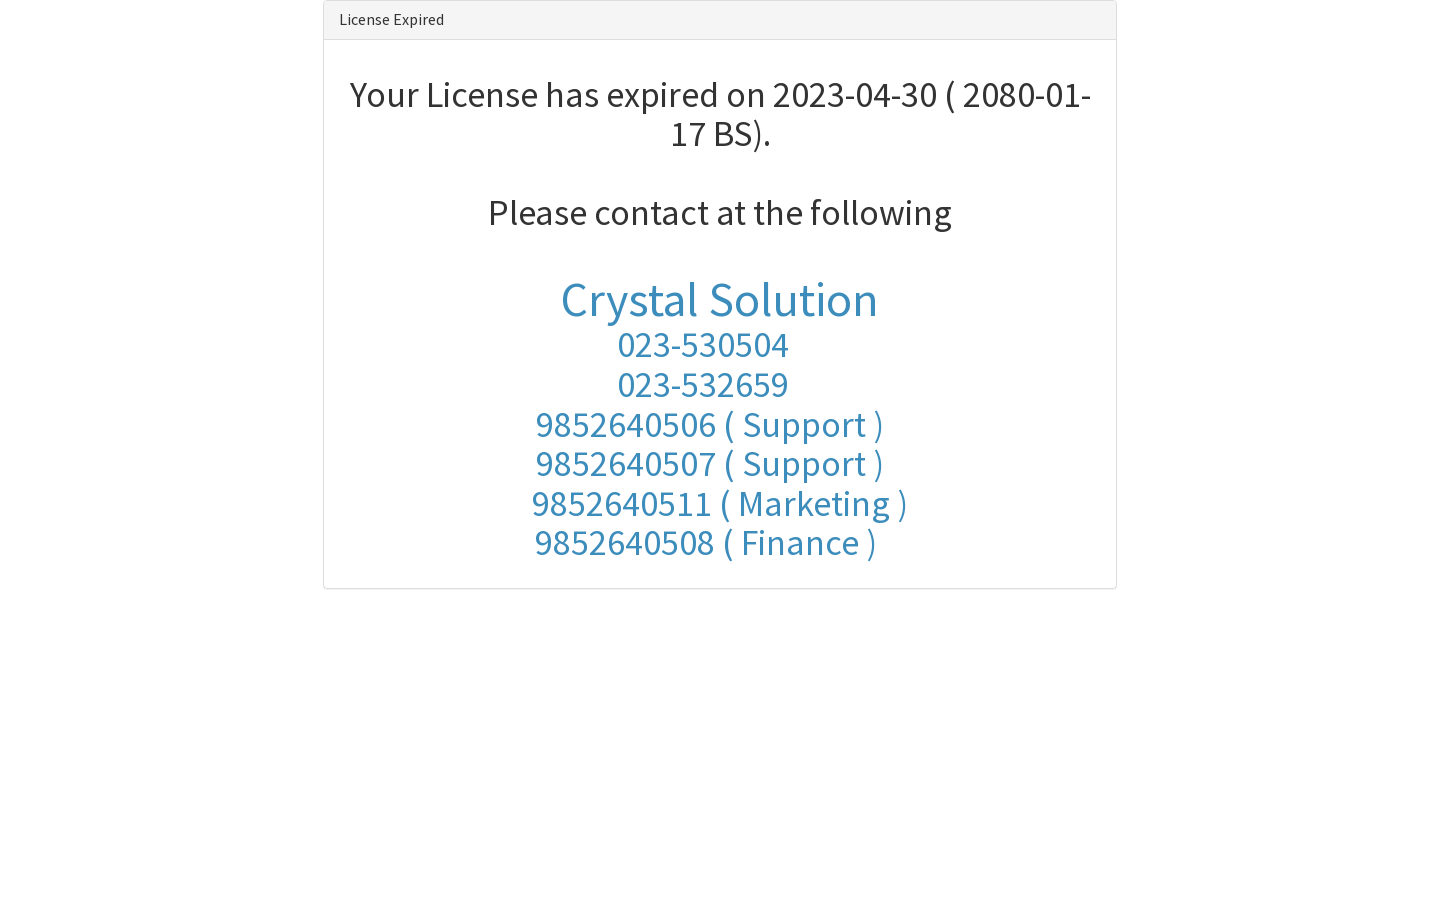 License Expired
Your License has expired on 2023-04-30 ( 2080-01-
17 BS).
Please contact at the following
Crystal Solution
023-530504
023-532659
9852640506 ( Support )
9852640507 ( Support )
9852640511 ( Marketing )
9852640508 ( Finance )